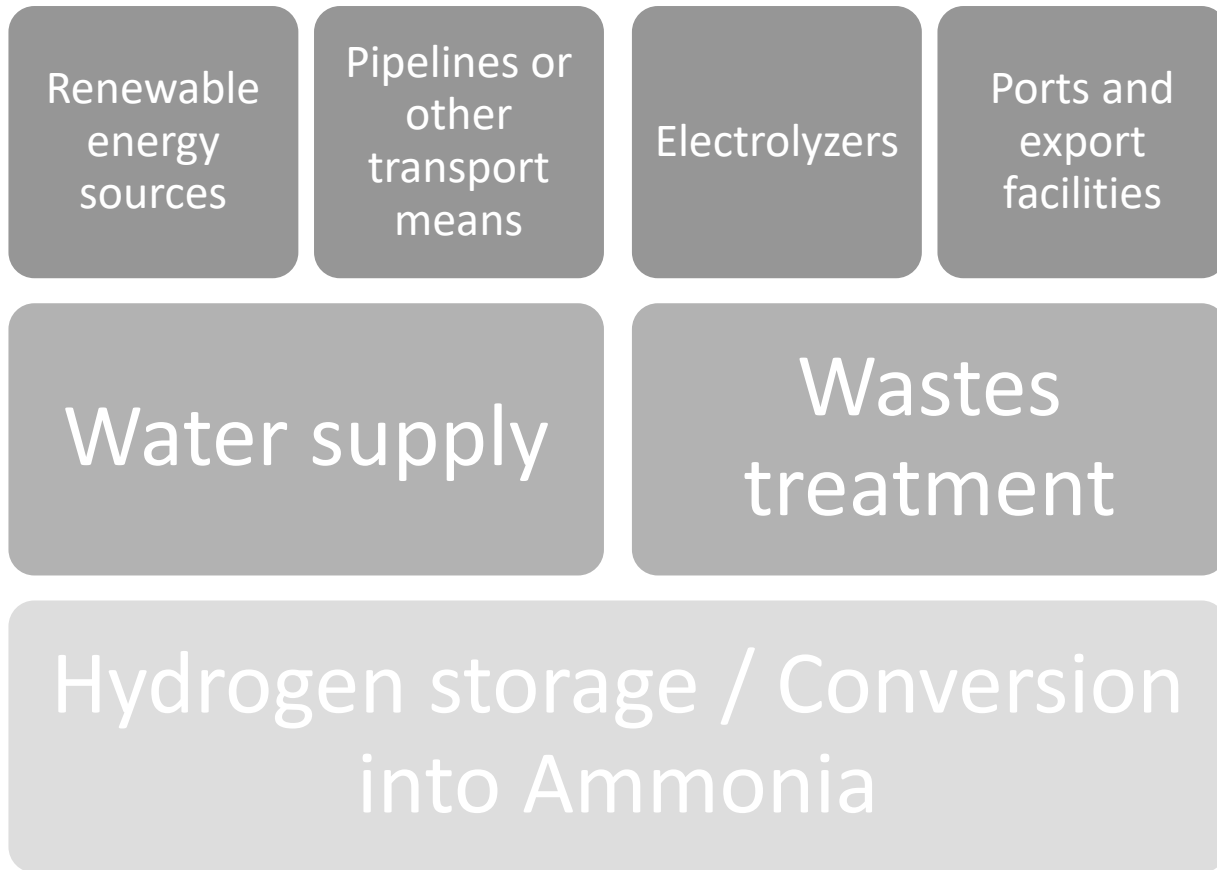 Renewable
energy
sources
Pipelines or
other
transport
means
Electrolyzers
Ports and
export
facilities
Water supply
Wastes
treatment
Hydrogen storage / Conversion
into Ammonia